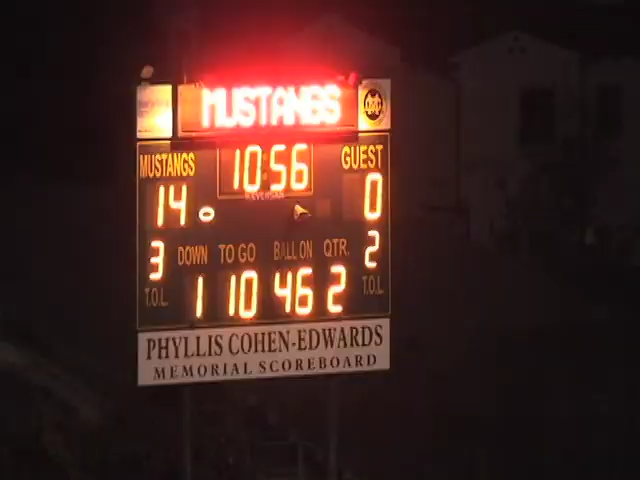 MUSTANGS
MUSTANGS 10:56 GUEST
14 0
3 DOWN TO GO BALL ON QTR. 2
T.O.L. 1 10 46 2 T.O.L.
PHYLLIS COHEN-EDWARDS
MEMORIAL SCOREBOARD